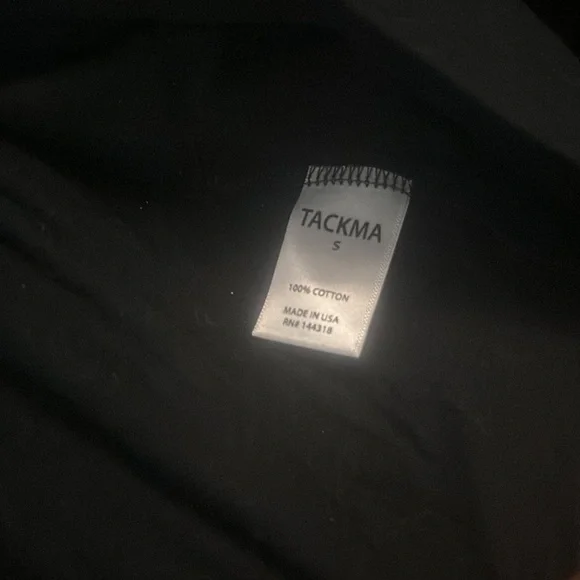 TACKMA
S
100% COTTON
MADE IN USA
RN# 144318